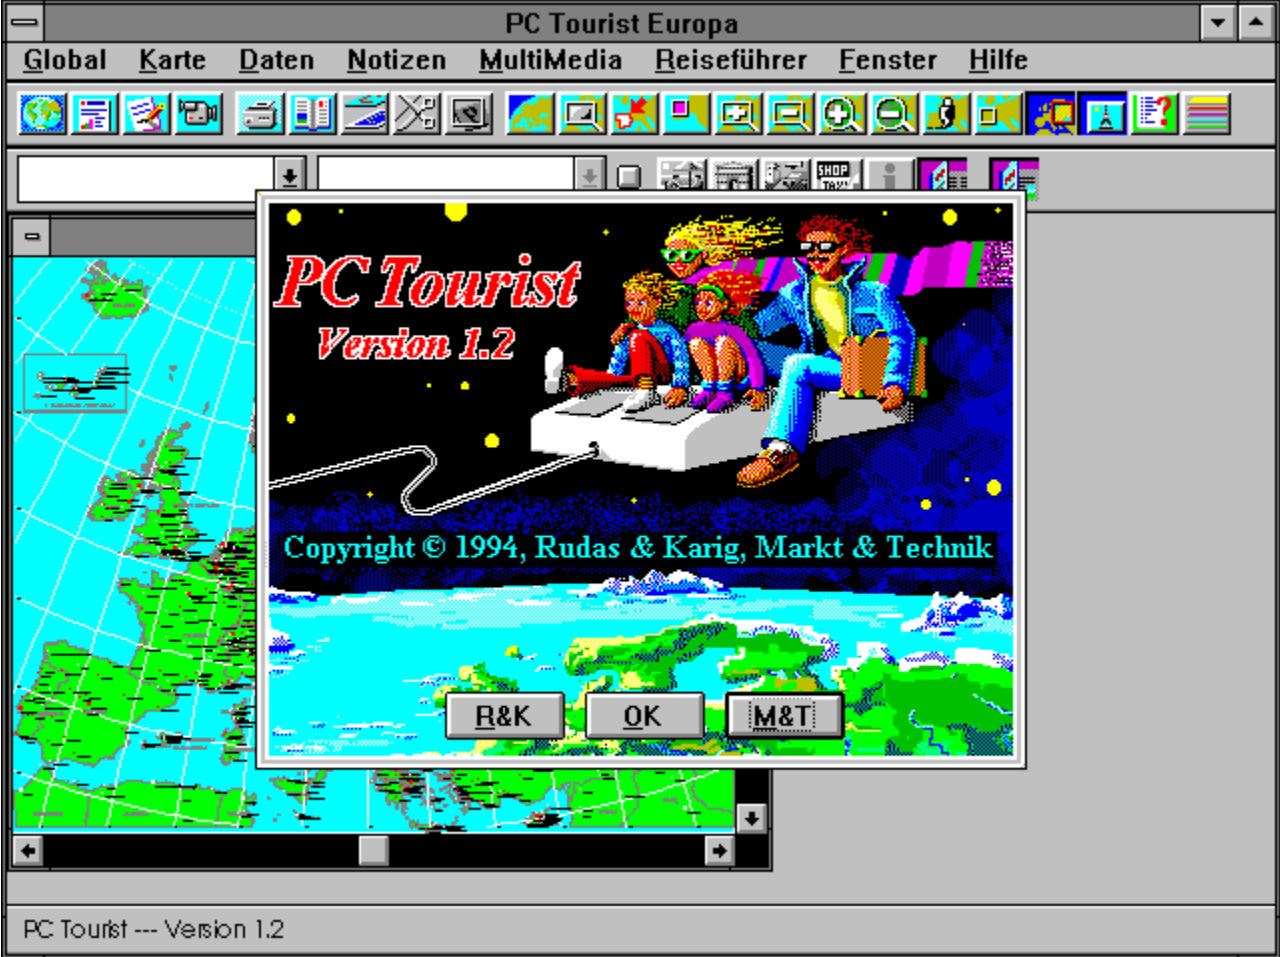 PC Tourist Europa
Global Karte Daten Notizen MultiMedia Reiseführer Fenster Hilfe
SHOP
PC Tourist
Version 1.2
Copyright © 1994, Rudas & Karig, Markt & Technik
R&K OK M&T
PC Tourist --- Version 1.2